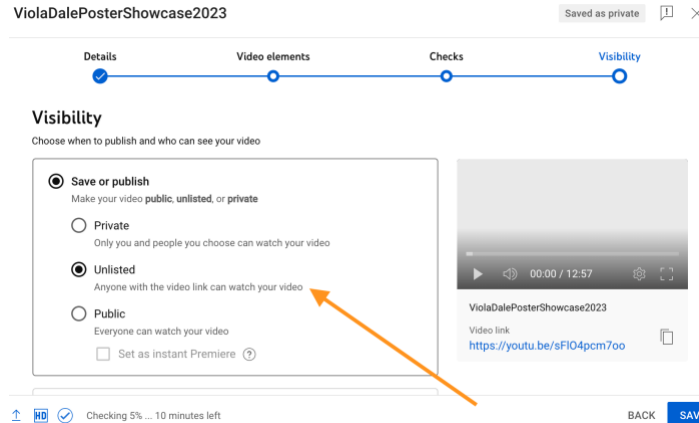 ViolaDalePosterShowcase2023
Saved as private
Details
Video elements
Checks
Visibility
Visibility
Choose when to publish and who can see your video
Save or publish
Make your video public, unlisted, or private
Private
Only you and people you choose can watch your video
Unlisted
Anyone with the video link can watch your video
Public
Everyone can watch your video
Set as instant Premiere ?
00:00 / 12:57
ViolaDalePosterShowcase2023
Video link
https://youtu.be/sFlO4pcm7oo
HD
Checking 5% ... 10 minutes left
BACK
SAV